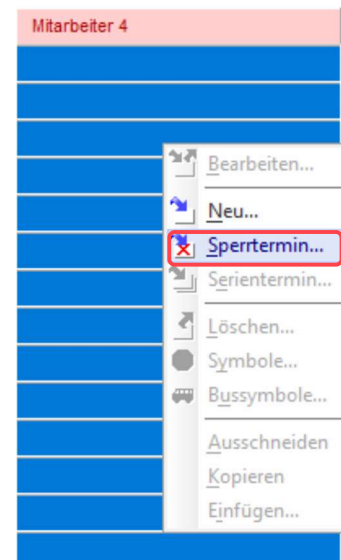 Mitarbeiter 4
Bearbeiten...
Neu...
Sperrtermin...
Serientermin...
Löschen...
Symbole...
Bussymbole...
Ausschneiden
Kopieren
Einfügen...